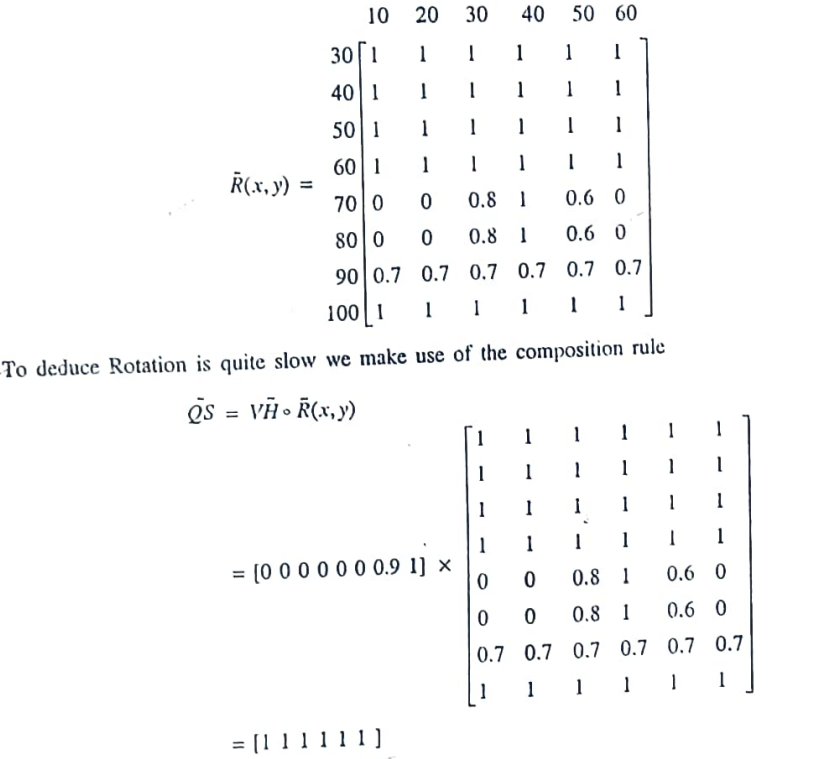 10 20 30 40 50 60
30 1 1 1 1 1 1
40 1 1 1 1 1 1
50 1 1 1 1 1 1
60 1 1 1 1 1 1
R̄(x, y) =
70 0 0 0.8 1 0.6 0
80 0 0 0.8 1 0.6 0
90 0.7 0.7 0.7 0.7 0.7 0.7
100 1 1 1 1 1 1
To deduce Rotation is quite slow we make use of the composition rule
Q̄S = VH̄ ∘ R̄(x, y)
1 1 1 1 1 1
1 1 1 1 1 1
1 1 1 1 1 1
1 1 1 1 1 1
= [0 0 0 0 0 0 0.9 1] ×
0 0 0.8 1 0.6 0
0 0 0.8 1 0.6 0
0.7 0.7 0.7 0.7 0.7 0.7
1 1 1 1 1 1
= [1 1 1 1 1 1 ]